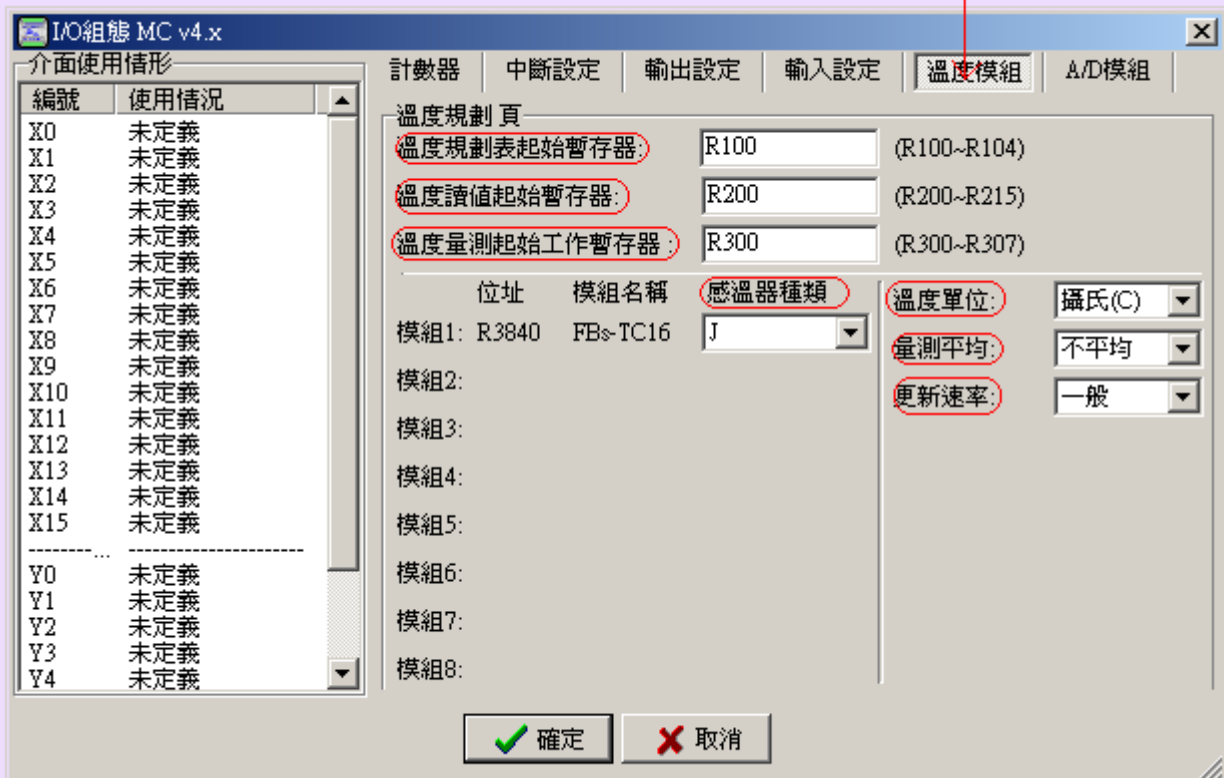 I/O組態 MC v4.x
介面使用情形
編號 使用情況
X0 未定義
X1 未定義
X2 未定義
X3 未定義
X4 未定義
X5 未定義
X6 未定義
X7 未定義
X8 未定義
X9 未定義
X10 未定義
X11 未定義
X12 未定義
X13 未定義
X14 未定義
X15 未定義
--------... ----------------------
Y0 未定義
Y1 未定義
Y2 未定義
Y3 未定義
Y4 未定義
計數器 中斷設定 輸出設定 輸入設定 溫度模組 A/D模組
溫度規劃 頁
溫度規劃表起始暫存器: R100 (R100~R104)
溫度讀值起始暫存器: R200 (R200~R215)
溫度量測起始工作暫存器 : R300 (R300~R307)
位址 模組名稱 感溫器種類
模組1: R3840 FBs-TC16 J
模組2:
模組3:
模組4:
模組5:
模組6:
模組7:
模組8:
溫度單位: 攝氏(C)
量測平均: 不平均
更新速率: 一般
確定 取消